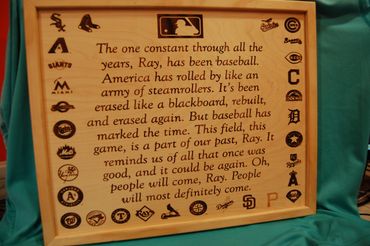 The one constant through all the
years, Ray, has been baseball.
America has rolled by like an
army of steamrollers. It's been
erased like a blackboard, rebuilt,
and erased again. But baseball has
marked the time. This field, this
game, is a part of our past, Ray. It
reminds us of all that once was
good, and it could be again. Oh,
people will come, Ray. People
will most definitely come.
GIANTS
MIAMI